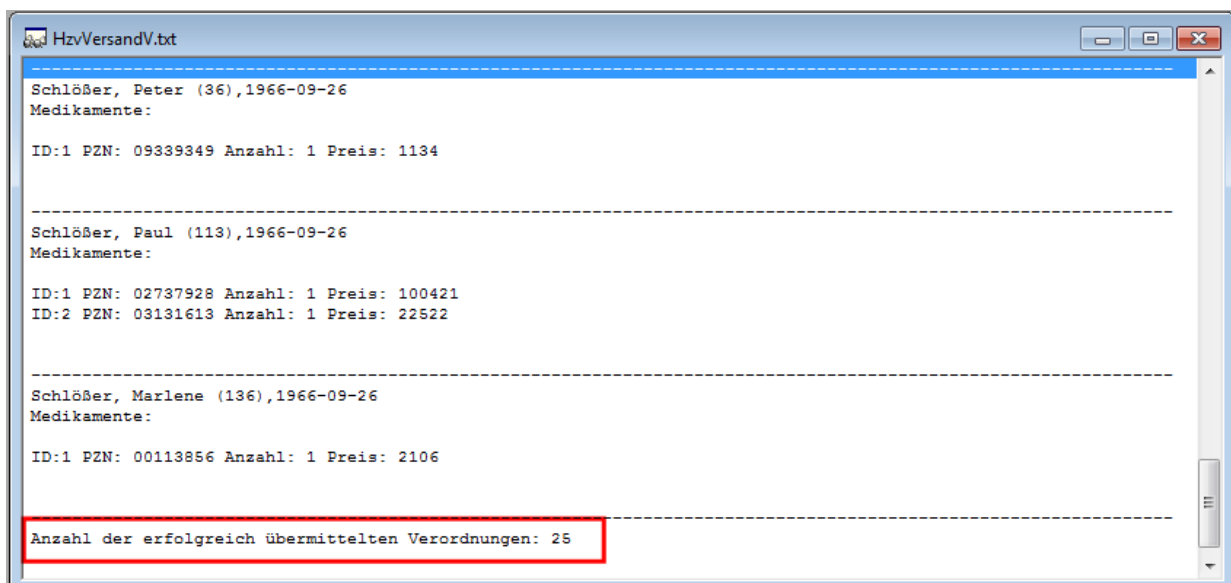 HzvVersandV.txt
----------------------------------------------------------------------------------------------------------------
Schlößer, Peter (36),1966-09-26
Medikamente:
ID:1 PZN: 09339349 Anzahl: 1 Preis: 1134
----------------------------------------------------------------------------------------------------------------
Schlößer, Paul (113),1966-09-26
Medikamente:
ID:1 PZN: 02737928 Anzahl: 1 Preis: 100421
ID:2 PZN: 03131613 Anzahl: 1 Preis: 22522
----------------------------------------------------------------------------------------------------------------
Schlößer, Marlene (136),1966-09-26
Medikamente:
ID:1 PZN: 00113856 Anzahl: 1 Preis: 2106
----------------------------------------------------------------------------------------------------------------
Anzahl der erfolgreich übermittelten Verordnungen: 25